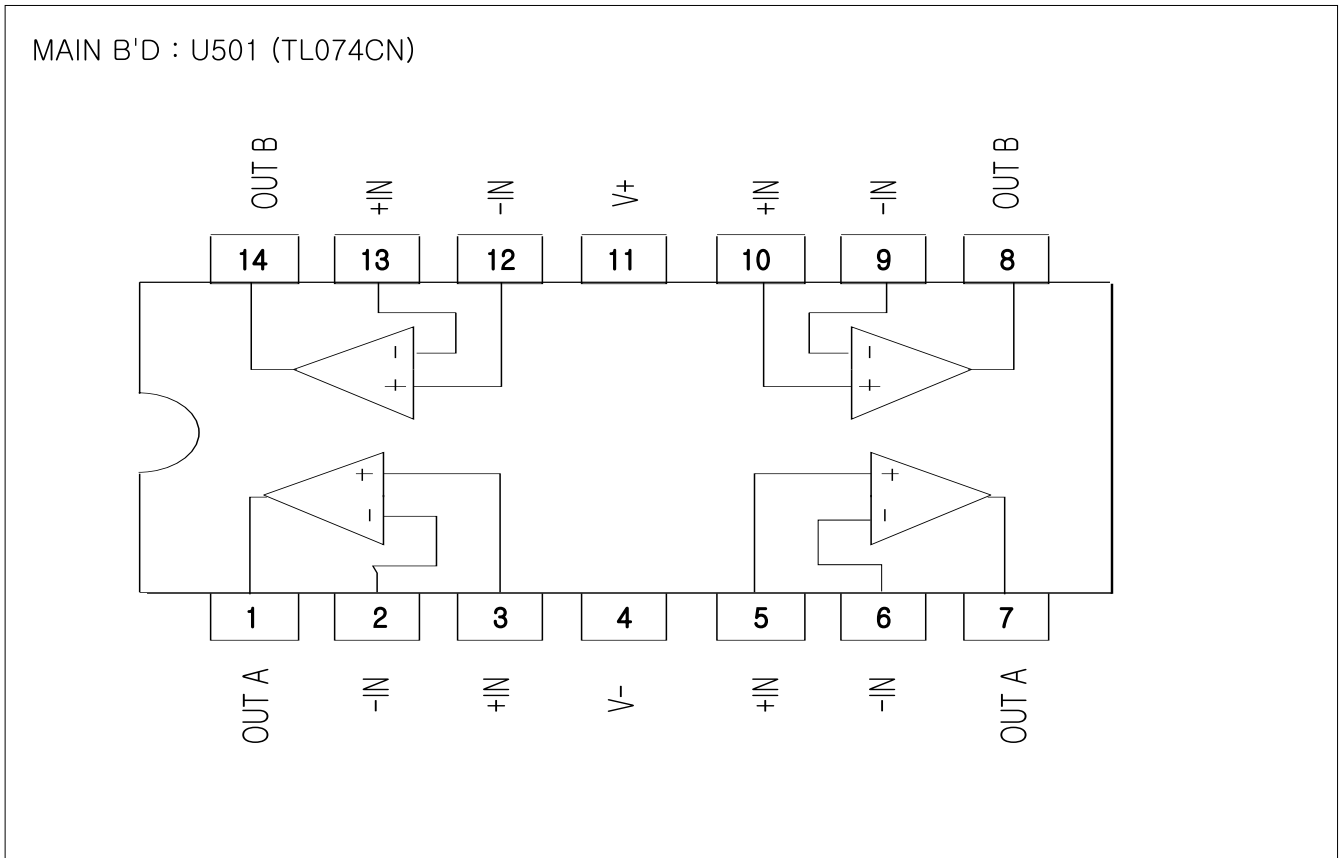 MAIN B'D : U501 (TL074CN)
OUT B +IN -IN V+ +IN -IN OUT B
14 13 12 11 10 9 8
- -
+ +
+ +
- -
1 2 3 4 5 6 7
OUT A -IN +IN V- +IN -IN OUT A